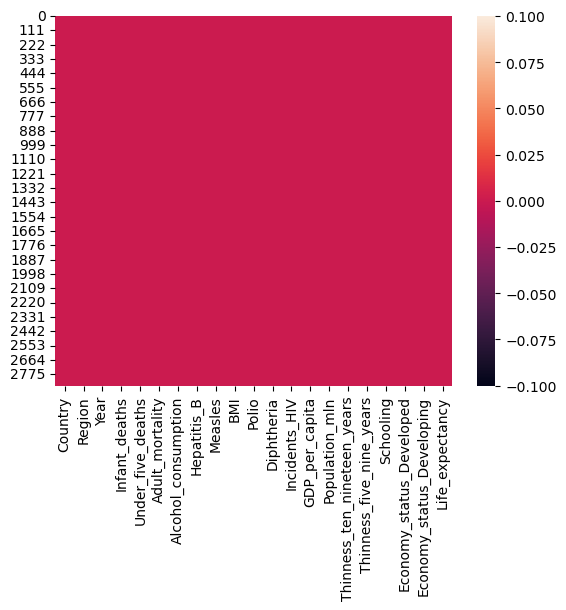 0
111
222
333
444
555
666
777
888
999
1110
1221
1332
1443
1554
1665
1776
1887
1998
2109
2220
2331
2442
2553
2664
2775
Country
Region
Year
Infant_deaths
Under_five_deaths
Adult_mortality
Alcohol_consumption
Hepatitis_B
Measles
BMI
Polio
Diphtheria
Incidents_HIV
GDP_per_capita
Population_mln
Thinness_ten_nineteen_years
Thinness_five_nine_years
Schooling
Economy_status_Developed
Economy_status_Developing
Life_expectancy
0.100
0.075
0.050
0.025
0.000
−0.025
−0.050
−0.075
−0.100